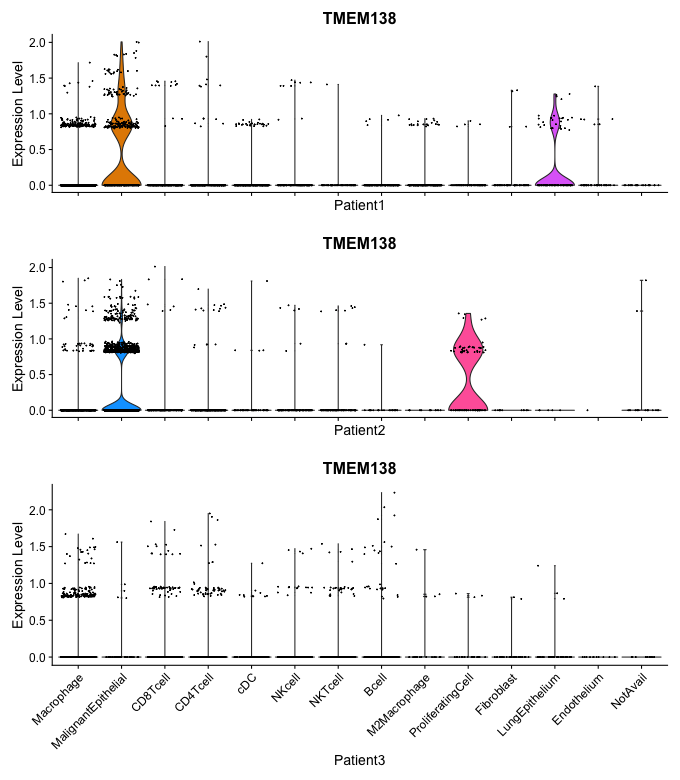 TMEM138
Expression Level
2.0
1.5
1.0
0.5
0.0
Patient1
TMEM138
Expression Level
2.0
1.5
1.0
0.5
0.0
Patient2
TMEM138
Expression Level
2.0
1.5
1.0
0.5
0.0
Macrophage
MalignantEpithelial
CD8Tcell
CD4Tcell
cDC
NKcell
NKTcell
Bcell
M2Macrophage
ProliferatingCell
Fibroblast
LungEpithelium
Endothelium
NotAvail
Patient3